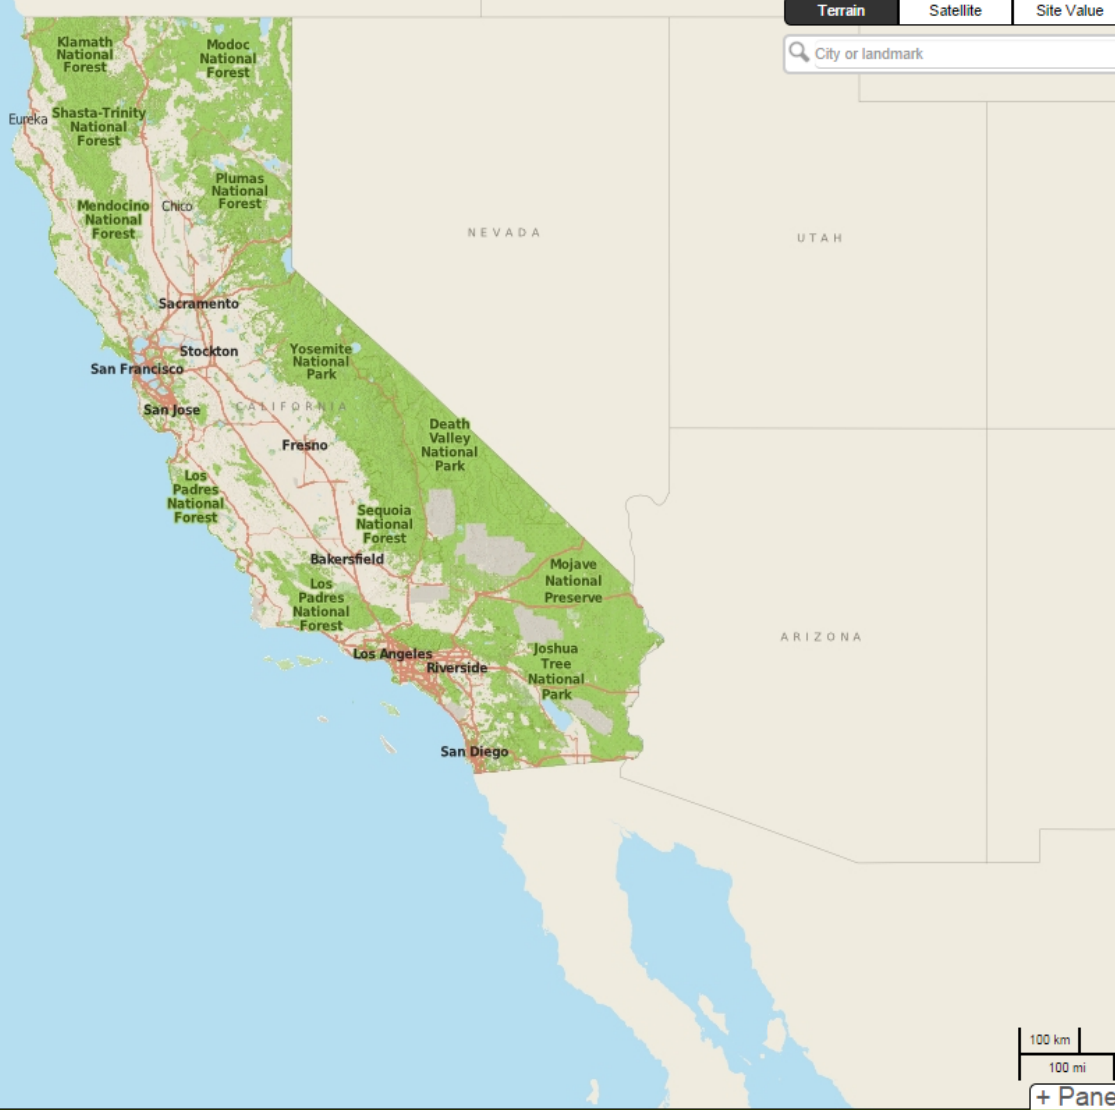 Terrain
Satellite
Site Value
City or landmark
Klamath
National
Forest
Modoc
National
Forest
Eureka
Shasta-Trinity
National
Forest
Plumas
National
Forest
Mendocino
National
Forest
Chico
NEVADA
UTAH
Sacramento
Stockton
San Francisco
Yosemite
National
Park
San Jose
CALIFORNIA
Fresno
Death
Valley
National
Park
Los
Padres
National
Forest
Sequoia
National
Forest
Bakersfield
Mojave
National
Preserve
Los
Padres
National
Forest
ARIZONA
Los Angeles
Riverside
Joshua
Tree
National
Park
San Diego
100 km
100 mi
+ Pane